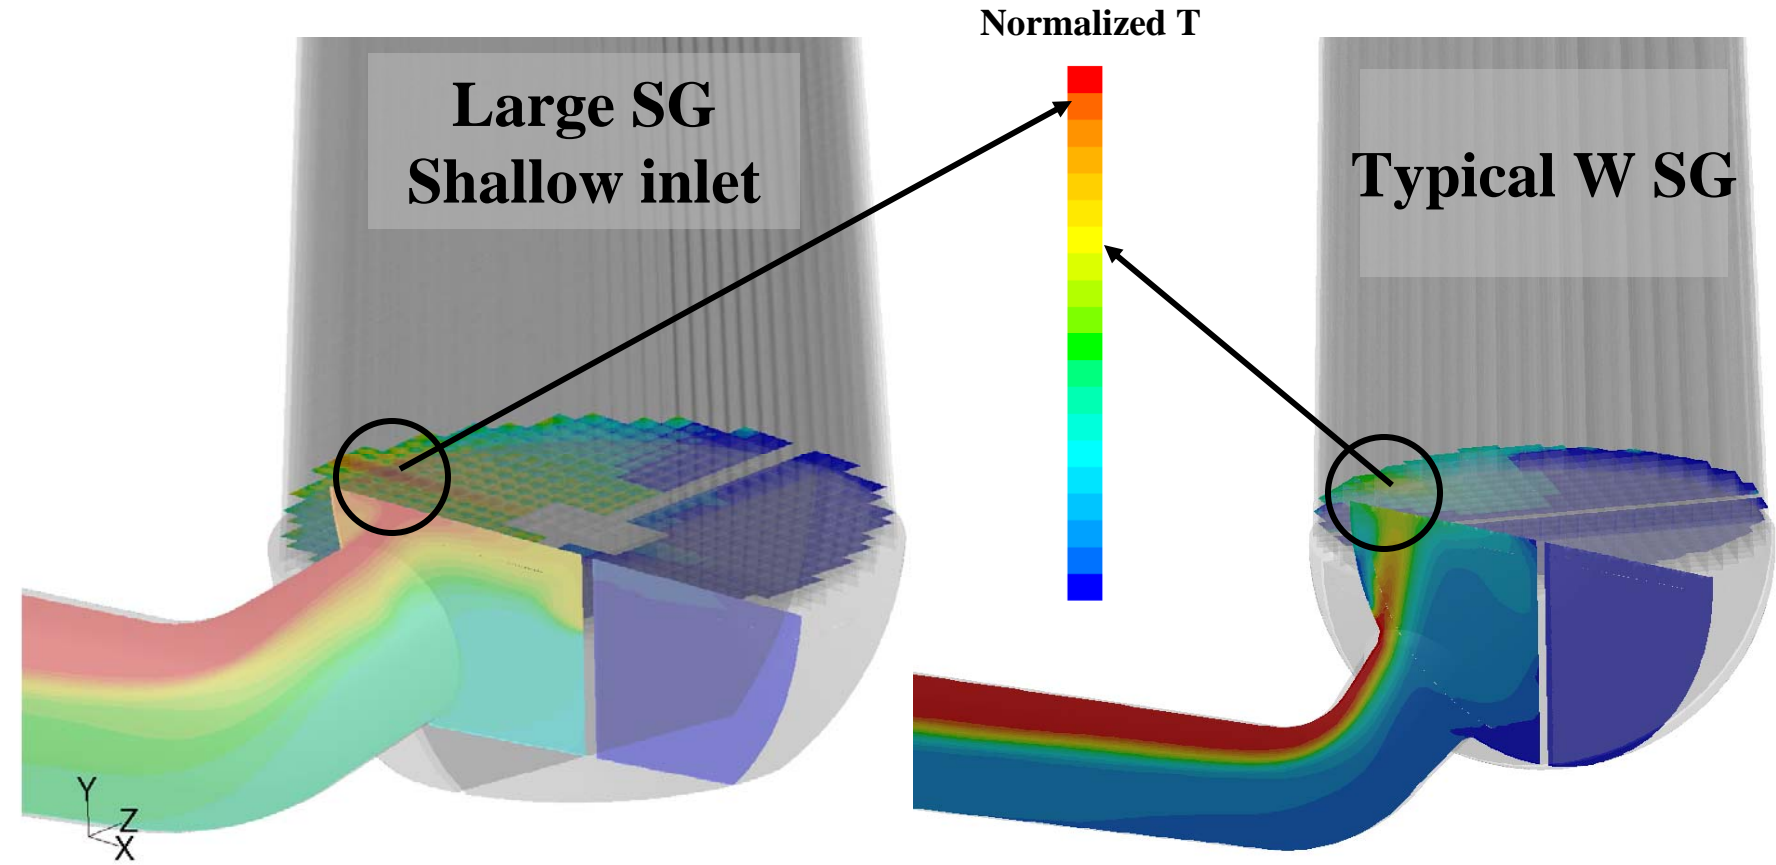 Normalized T
Large SG
Shallow inlet
Typical W SG
Y
Z
X